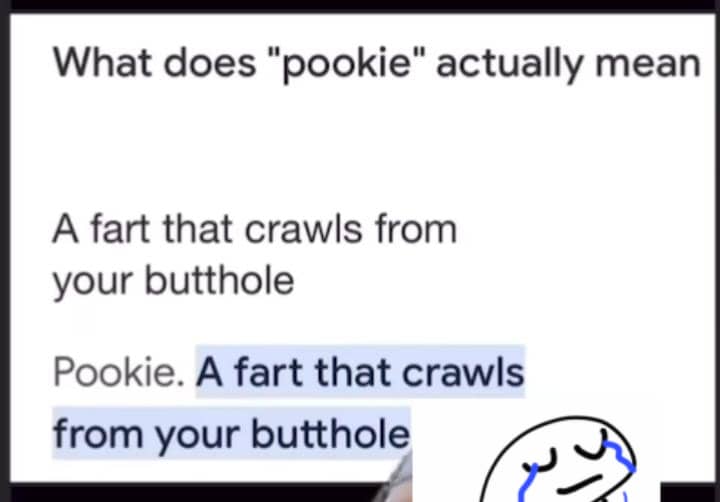 What does "pookie" actually mean
A fart that crawls from
your butthole
Pookie. A fart that crawls
from your butthole